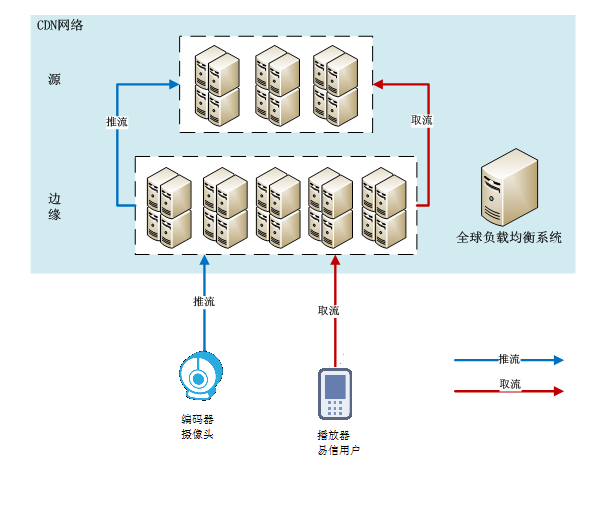 CDN网络
源
推流
取流
边
缘
全球负载均衡系统
推流
取流
推流
取流
编码器
摄像头
播放器
易信用户